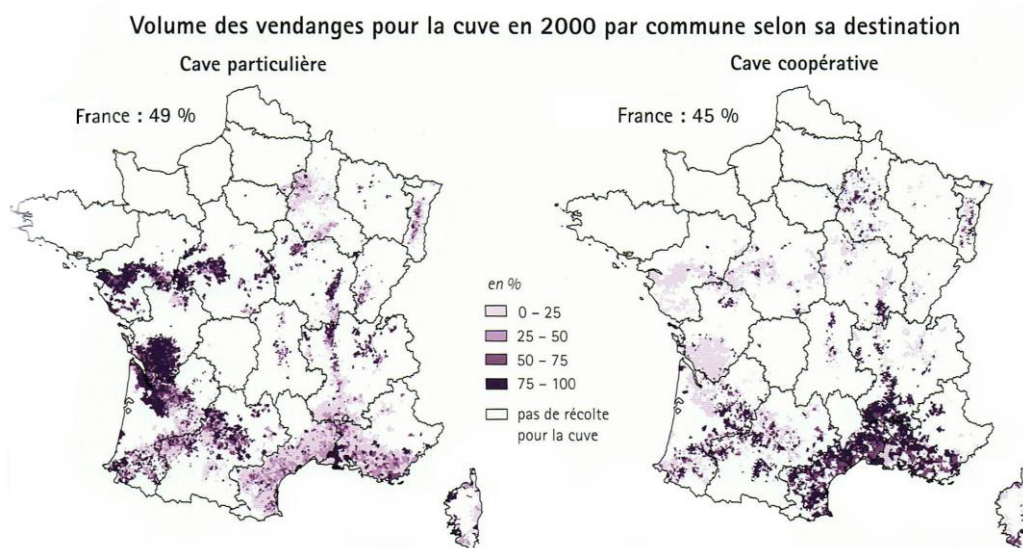 Volume des vendanges pour la cuve en 2000 par commune selon sa destination
Cave particulière
Cave coopérative
France : 49 %
France : 45 %
en %
0 – 25
25 – 50
50 – 75
75 – 100
pas de récolte
pour la cuve